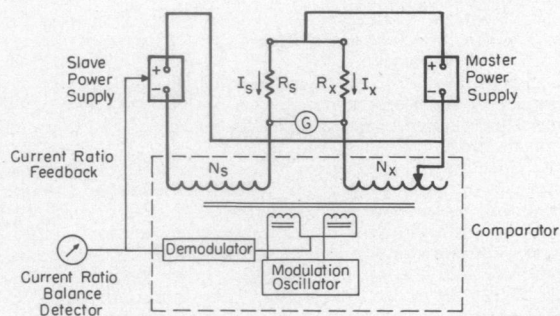 Slave
Power
Supply
+
−
I_S
R_S
R_X
I_X
G
+
−
Master
Power
Supply
Current Ratio
Feedback
N_S
N_X
Comparator
Demodulator
Modulation
Oscillator
Current Ratio
Balance
Detector